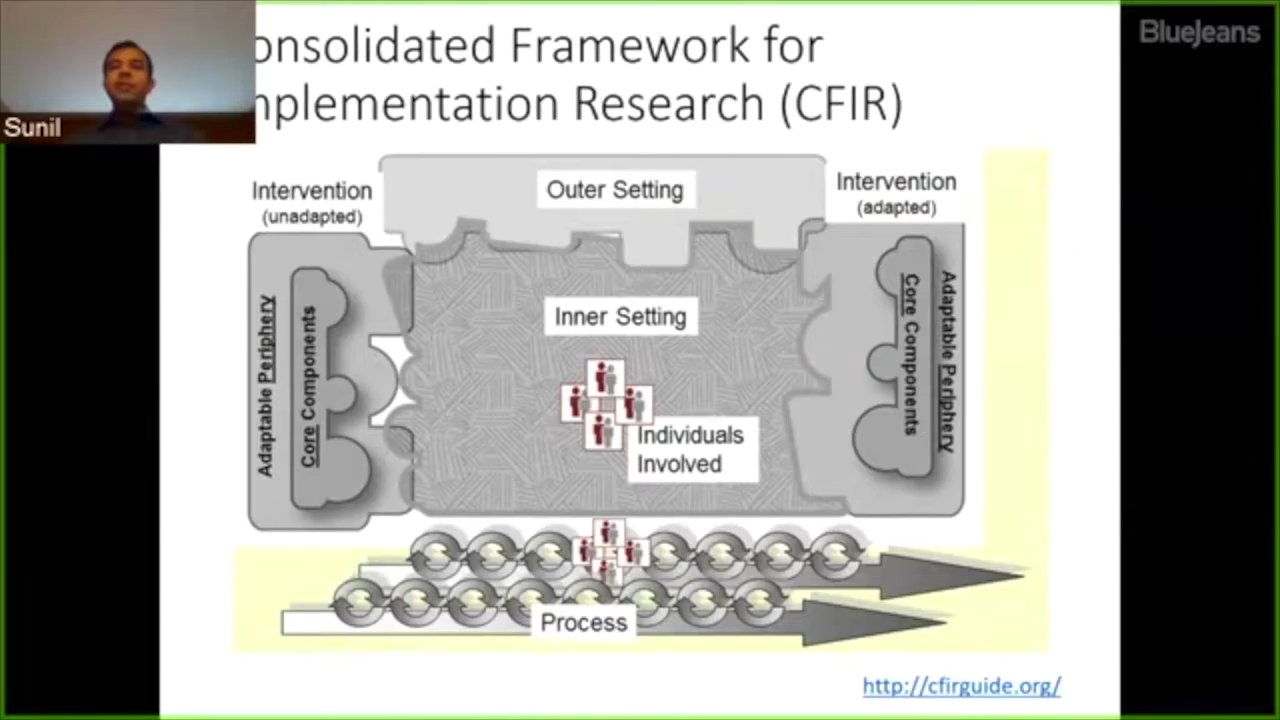 onsolidated Framework for
mplementation Research (CFIR)
BlueJeans
Sunil
Intervention
(unadapted)
Outer Setting
Intervention
(adapted)
Adaptable Periphery
Core Components
Inner Setting
Individuals
Involved
Core Components
Adaptable Periphery
Process
http://cfirguide.org/